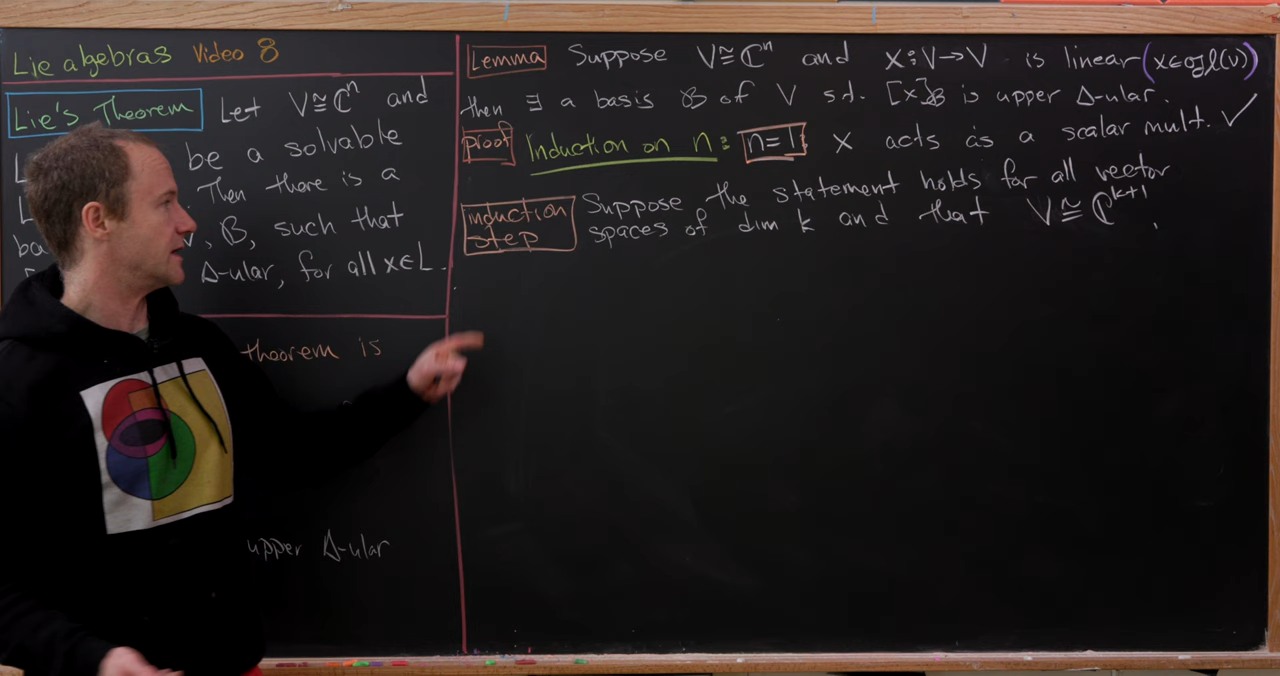 Lie algebras Video 8
Lie's Theorem Let V≅ℂⁿ and
L be a solvable
L . Then there is a
ba V, B, such that
Δ-ular, for all x∈L.
theorem is
upper Δ-ular
Lemma Suppose V≅ℂⁿ and x:V→V is linear (x∈gl(V))
then ∃ a basis B of V s.t. [x]_B is upper Δ-ular.
proof Induction on n: n=1: x acts as a scalar mult. ✓
induction step Suppose the statement holds for all vector
spaces of dim k and that V≅ℂᵏ⁺¹.